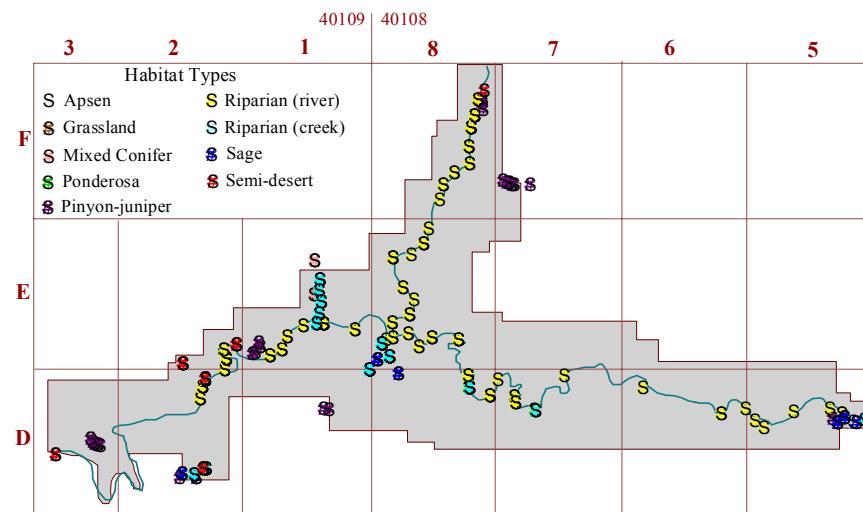 40109 40108
3 2 1 8 7 6 5
Habitat Types
S Apsen S Riparian (river)
S Grassland S Riparian (creek)
S Mixed Conifer S Sage
S Ponderosa S Semi-desert
S Pinyon-juniper
F
E
D